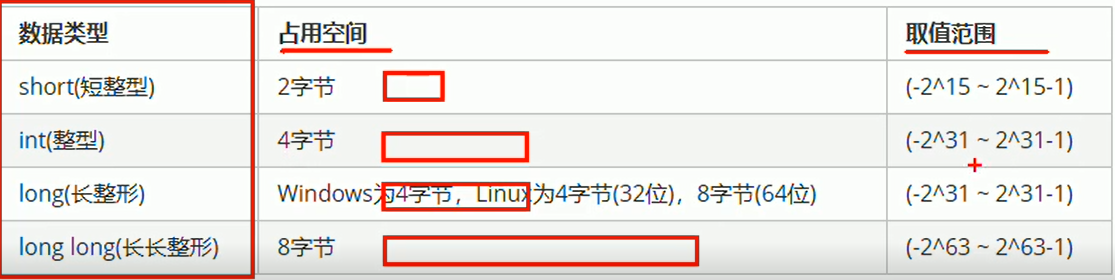 数据类型 占用空间 取值范围
short(短整型) 2字节 (-2^15 ~ 2^15-1)
int(整型) 4字节 (-2^31 ~ 2^31-1)
long(长整形) Windows为4字节，Linux为4字节(32位)，8字节(64位) (-2^31 ~ 2^31-1)
long long(长长整形) 8字节 (-2^63 ~ 2^63-1)